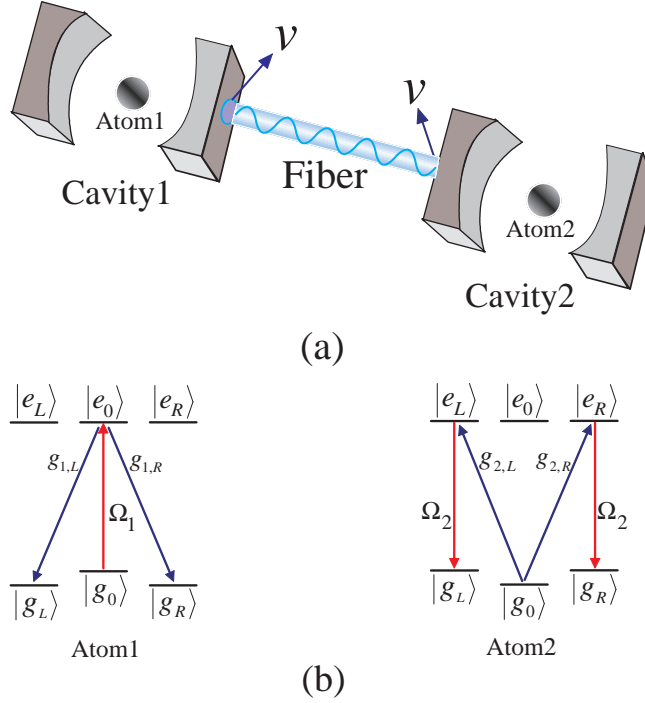 ν
ν
Atom1
Fiber
Cavity1
Atom2
Cavity2
(a)
|e_L⟩ |e_0⟩ |e_R⟩ |e_L⟩ |e_0⟩ |e_R⟩
g_{1,L} g_{1,R} g_{2,L} g_{2,R}
Ω_1 Ω_2 Ω_2
|g_L⟩ |g_0⟩ |g_R⟩ |g_L⟩ |g_0⟩ |g_R⟩
Atom1 Atom2
(b)